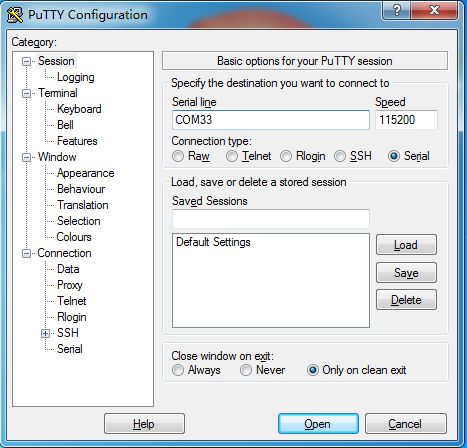 PuTTY Configuration
?
Category:
Session
Logging
Terminal
Keyboard
Bell
Features
Window
Appearance
Behaviour
Translation
Selection
Colours
Connection
Data
Proxy
Telnet
Rlogin
SSH
Serial
Basic options for your PuTTY session
Specify the destination you want to connect to
Serial line Speed
COM33 115200
Connection type:
Raw Telnet Rlogin SSH Serial
Load, save or delete a stored session
Saved Sessions
Default Settings
Load
Save
Delete
Close window on exit:
Always Never Only on clean exit
Help Open Cancel